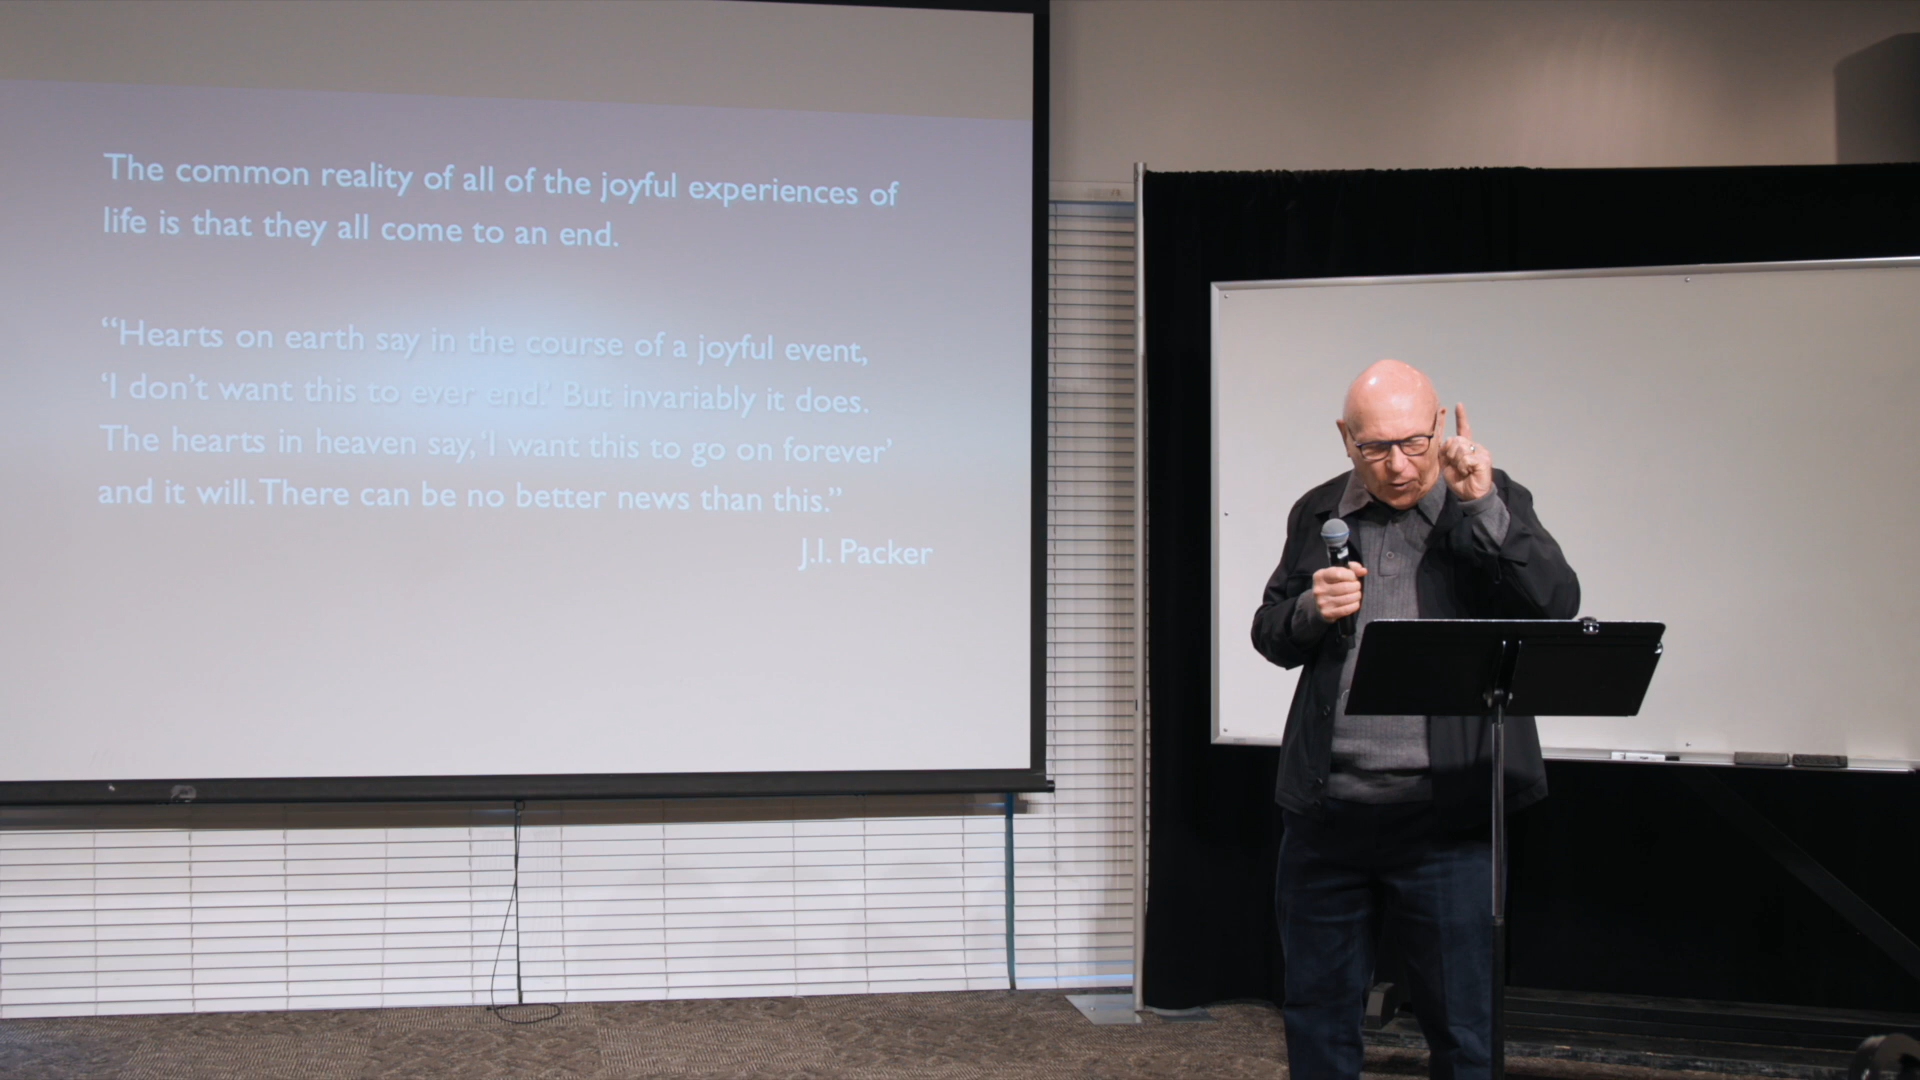 The common reality of all of the joyful experiences of
life is that they all come to an end.
“Hearts on earth say in the course of a joyful event,
‘I don’t want this to ever end.’ But invariably it does.
The hearts in heaven say, ‘I want this to go on forever’
and it will. There can be no better news than this.”
J.I. Packer